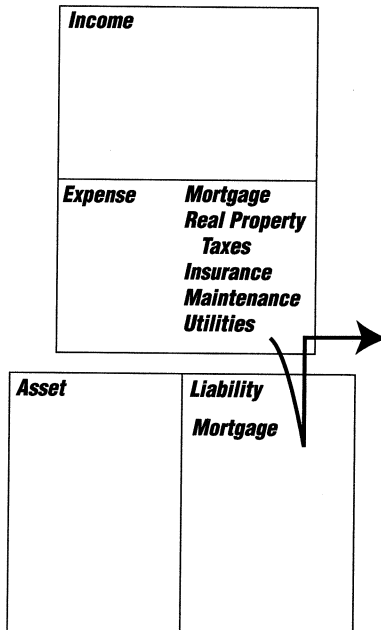 Income
Expense Mortgage
Real Property
Taxes
Insurance
Maintenance
Utilities
Asset Liability
Mortgage